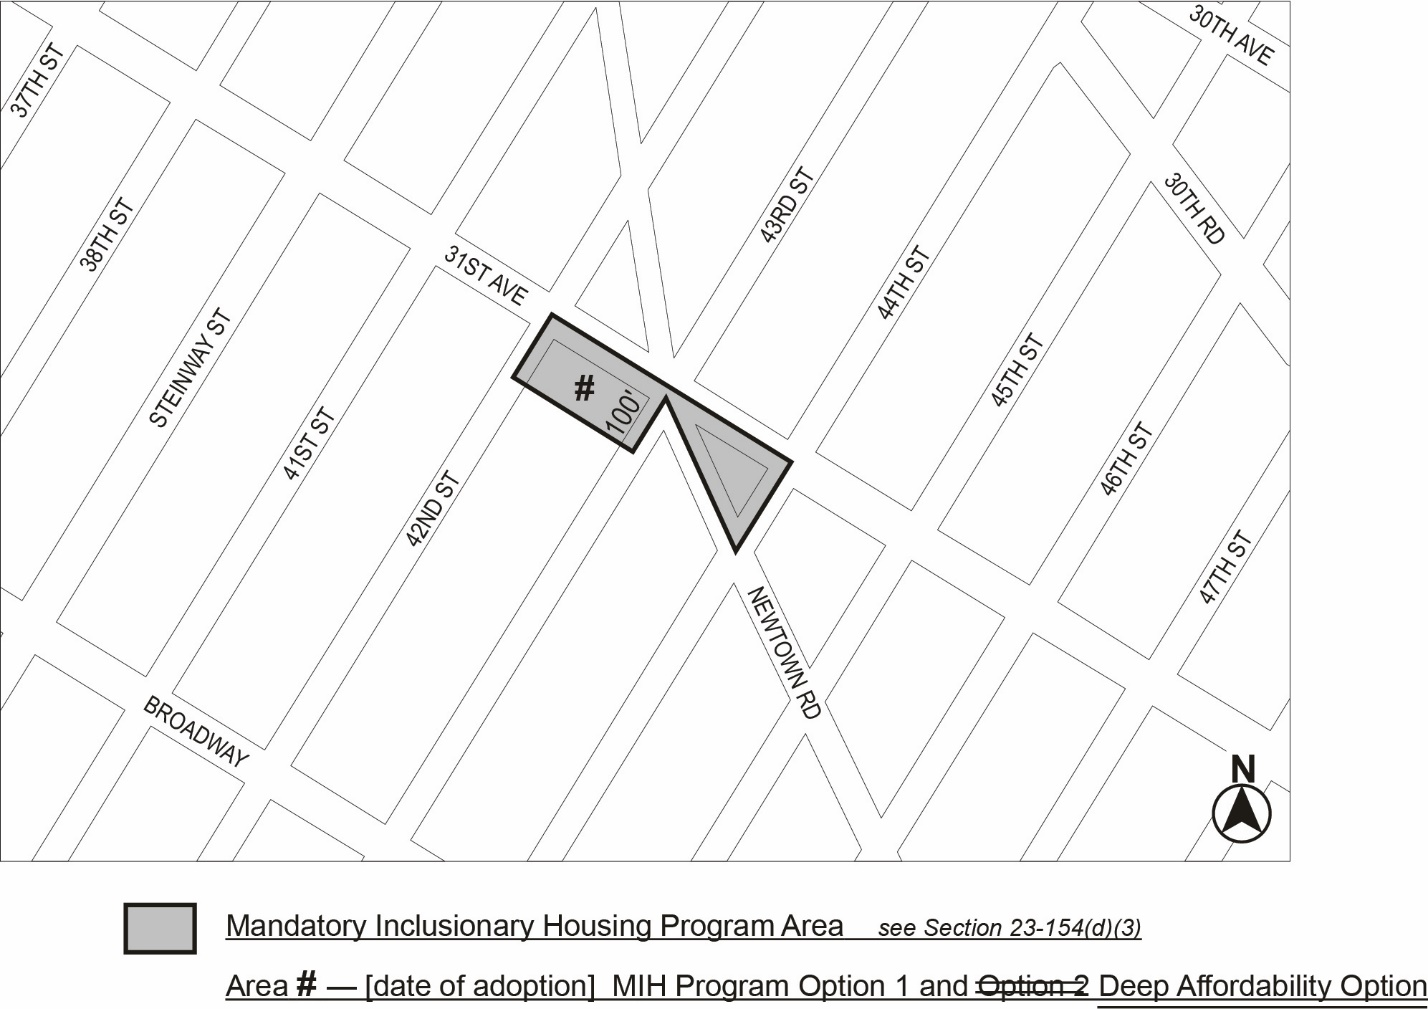 30TH AVE
37TH ST
43RD ST
30TH RD
38TH ST
31ST AVE
44TH ST
STEINWAY ST
45TH ST
#
100'
41ST ST
46TH ST
42ND ST
47TH ST
NEWTOWN RD
BROADWAY
N
Mandatory Inclusionary Housing Program Area see Section 23-154(d)(3)
Area # — [date of adoption] MIH Program Option 1 and Option 2 Deep Affordability Option